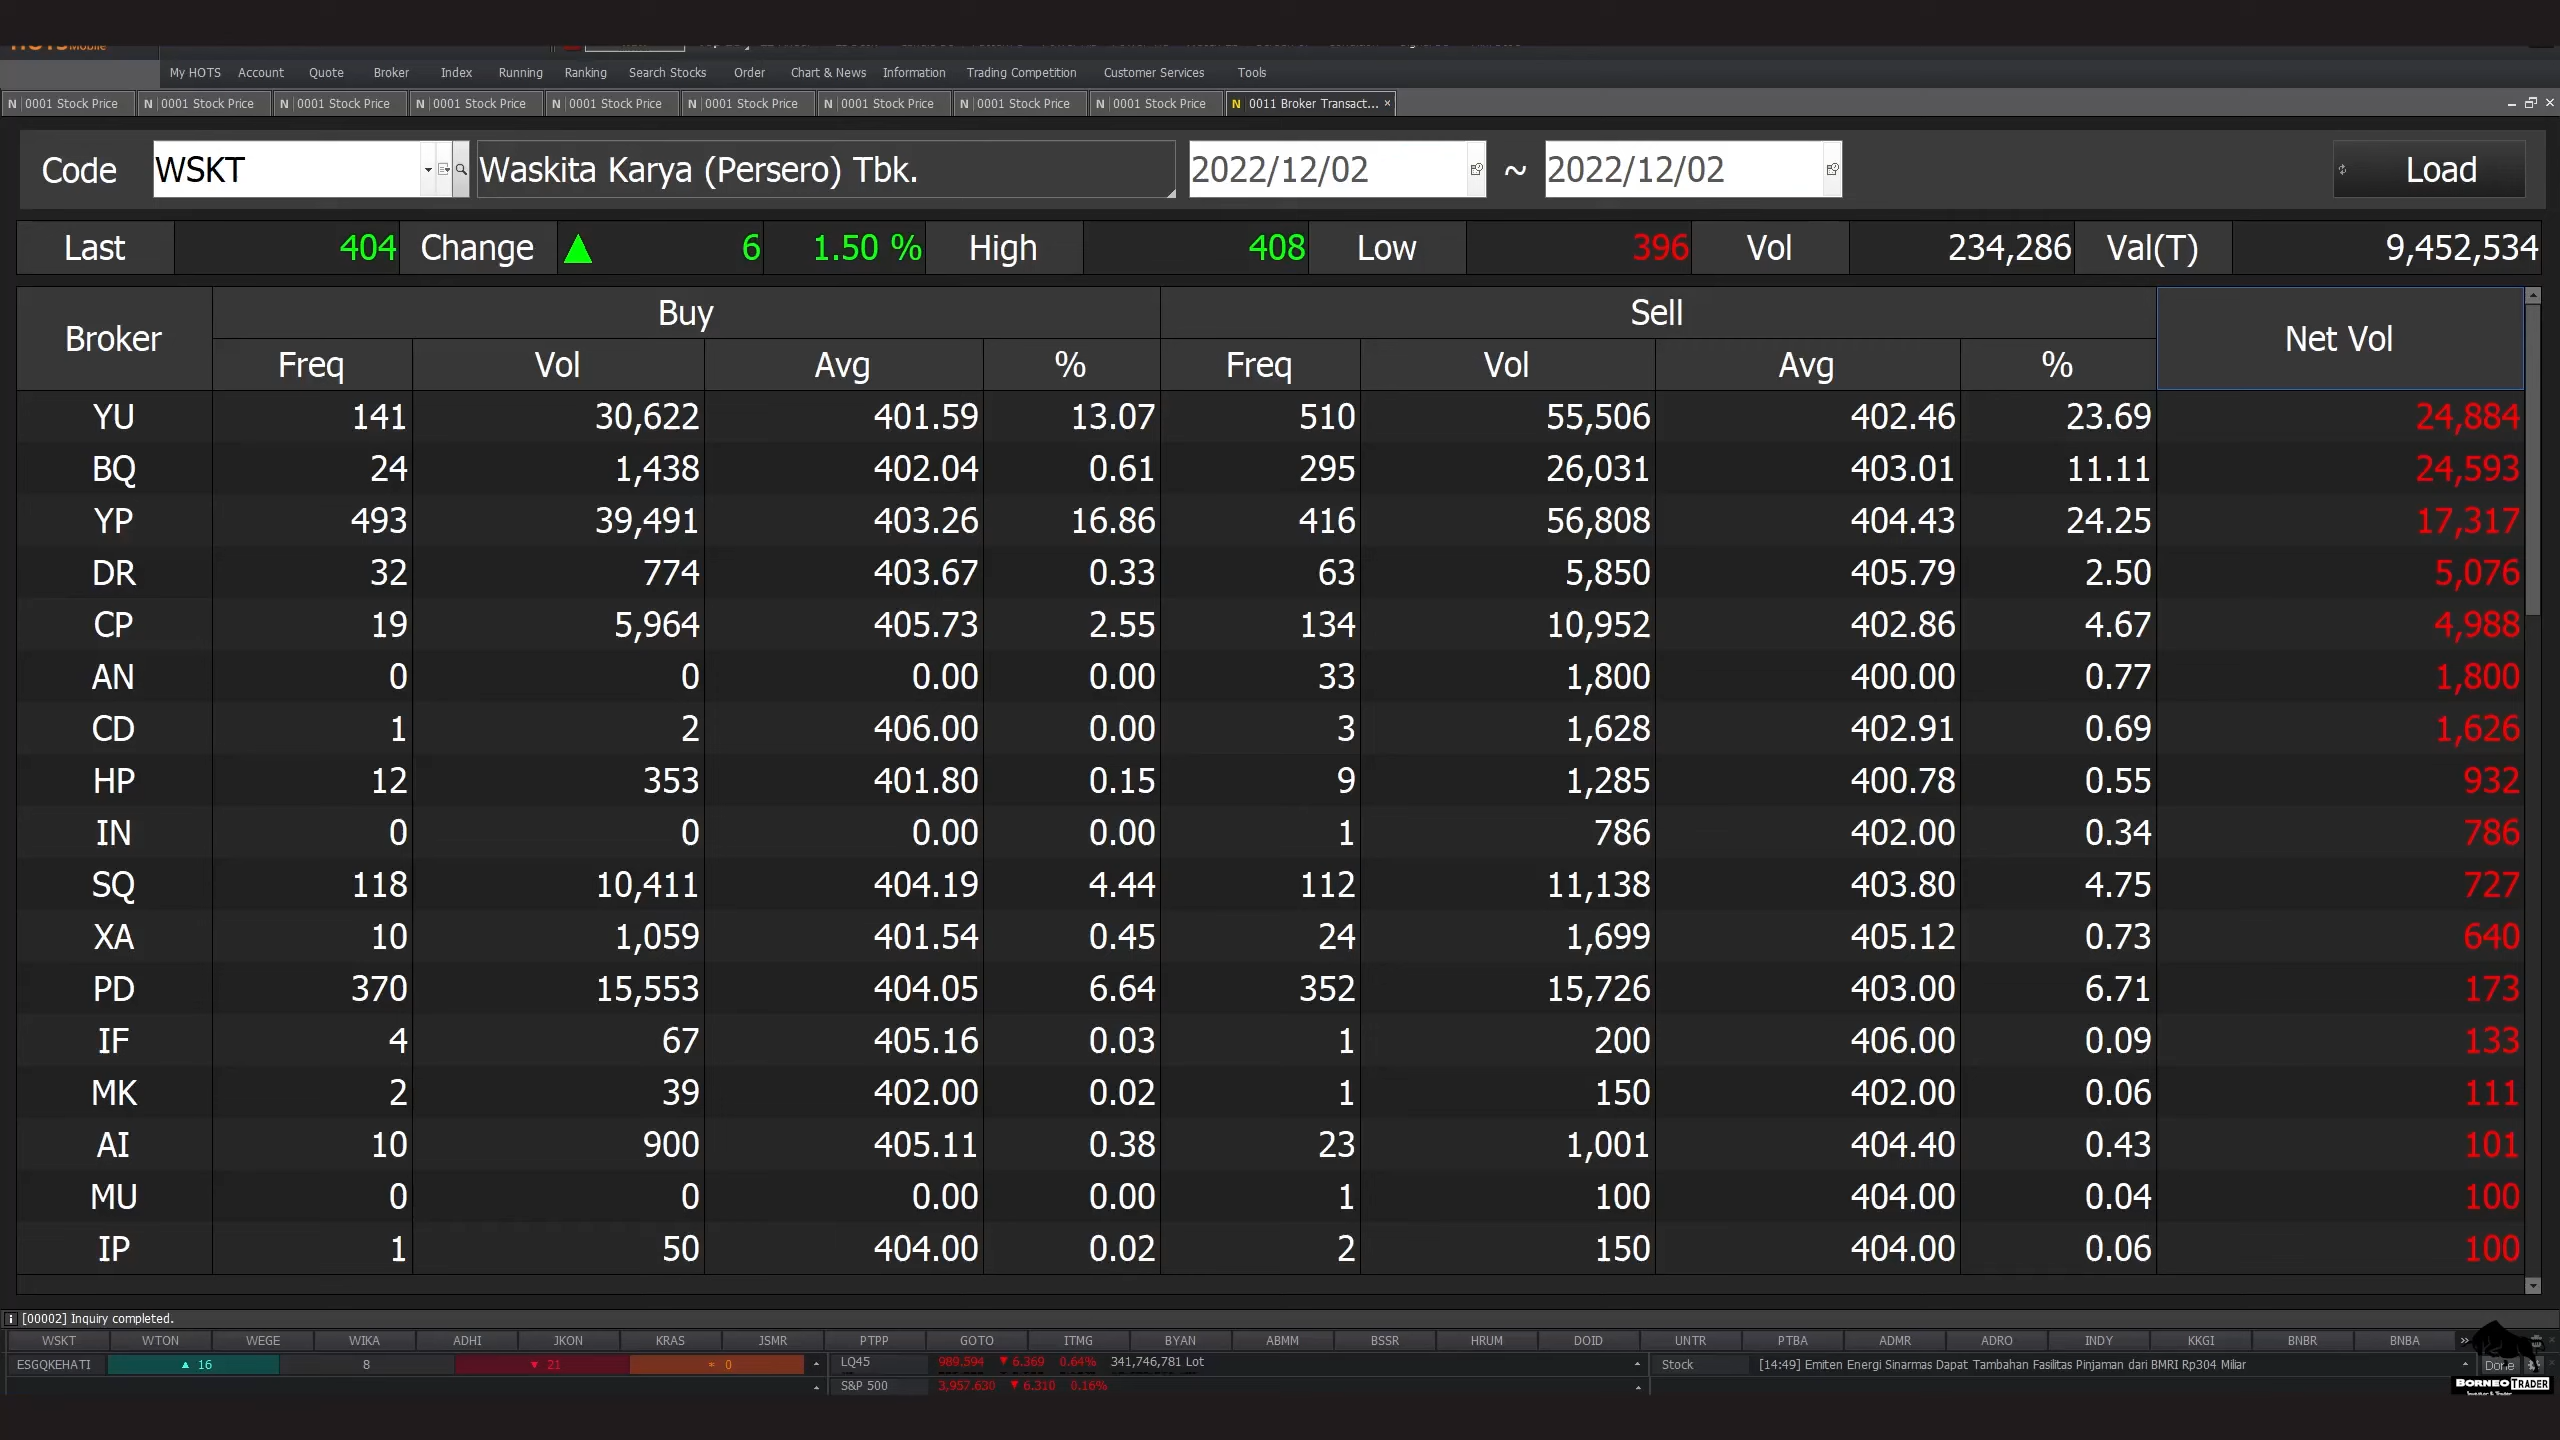 My HOTS Account Quote Broker Index Running Ranking Search Stocks Order Chart & News Information Trading Competition Customer Services Tools
N 0001 Stock Price N 0001 Stock Price N 0001 Stock Price N 0001 Stock Price N 0001 Stock Price N 0001 Stock Price N 0001 Stock Price N 0001 Stock Price N 0001 Stock Price N 0011 Broker Transact... ×
Code WSKT Waskita Karya (Persero) Tbk. 2022/12/02 ~ 2022/12/02 Load
Last 404 Change ▲ 6 1.50 % High 408 Low 396 Vol 234,286 Val(T) 9,452,534
Broker Buy Sell Net Vol
Freq Vol Avg % Freq Vol Avg %
YU 141 30,622 401.59 13.07 510 55,506 402.46 23.69 24,884
BQ 24 1,438 402.04 0.61 295 26,031 403.01 11.11 24,593
YP 493 39,491 403.26 16.86 416 56,808 404.43 24.25 17,317
DR 32 774 403.67 0.33 63 5,850 405.79 2.50 5,076
CP 19 5,964 405.73 2.55 134 10,952 402.86 4.67 4,988
AN 0 0 0.00 0.00 33 1,800 400.00 0.77 1,800
CD 1 2 406.00 0.00 3 1,628 402.91 0.69 1,626
HP 12 353 401.80 0.15 9 1,285 400.78 0.55 932
IN 0 0 0.00 0.00 1 786 402.00 0.34 786
SQ 118 10,411 404.19 4.44 112 11,138 403.80 4.75 727
XA 10 1,059 401.54 0.45 24 1,699 405.12 0.73 640
PD 370 15,553 404.05 6.64 352 15,726 403.00 6.71 173
IF 4 67 405.16 0.03 1 200 406.00 0.09 133
MK 2 39 402.00 0.02 1 150 402.00 0.06 111
AI 10 900 405.11 0.38 23 1,001 404.40 0.43 101
MU 0 0 0.00 0.00 1 100 404.00 0.04 100
IP 1 50 404.00 0.02 2 150 404.00 0.06 100
[00002] Inquiry completed.
WSKT WTON WEGE WIKA ADHI JKON KRAS JSMR PTPP GOTO ITMG BYAN ABMM BSSR HRUM DOID UNTR PTBA ADMR ADRO INDY KKGI BNBR BNBA
ESGQKEHATI ▲ 16 8 ▼ 21 0 LQ45 989.594 ▼ 6.369 0.64% 341,746,781 Lot Stock [14:49] Emiten Energi Sinarmas Dapat Tambahan Fasilitas Pinjaman dari BMRI Rp304 Miliar Done
S&P 500 3,957.630 ▼ 6.310 0.16%
BORNEO TRADER